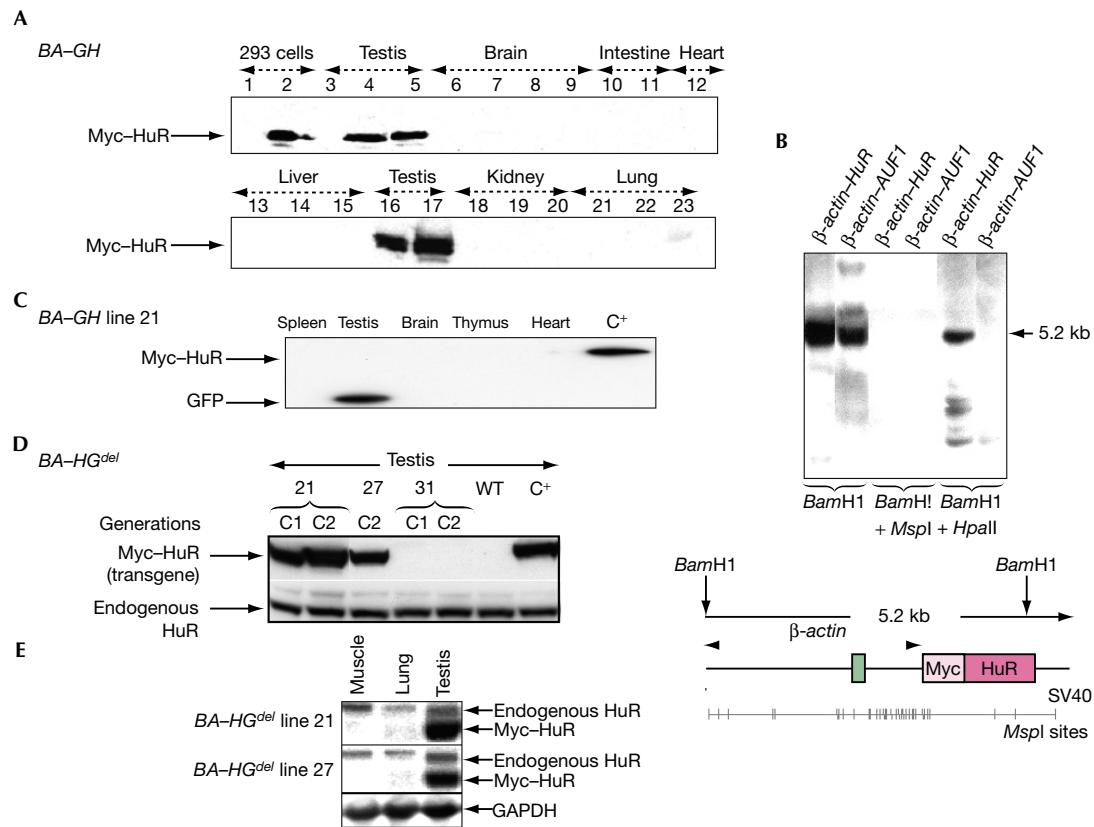 A
BA–GH
293 cells Testis Brain Intestine Heart
1 2 3 4 5 6 7 8 9 10 11 12
Myc–HuR
Liver Testis Kidney Lung
13 14 15 16 17 18 19 20 21 22 23
Myc–HuR
B
β-actin–HuR β-actin–AUF1 β-actin–HuR β-actin–AUF1 β-actin–HuR β-actin–AUF1
5.2 kb
BamH1 BamH! BamH1
+ MspI + HpaII
BamH1 BamH1
5.2 kb
β-actin
Myc HuR
SV40
MspI sites
C
BA–GH line 21
Spleen Testis Brain Thymus Heart C+
Myc–HuR
GFP
D
BA–HGdel
Testis
21 27 31 WT C+
Generations C1 C2 C2 C1 C2
Myc–HuR
(transgene)
Endogenous
HuR
E
Muscle Lung Testis
BA–HGdel line 21
Endogenous HuR
Myc–HuR
BA–HGdel line 27
Endogenous HuR
Myc–HuR
GAPDH